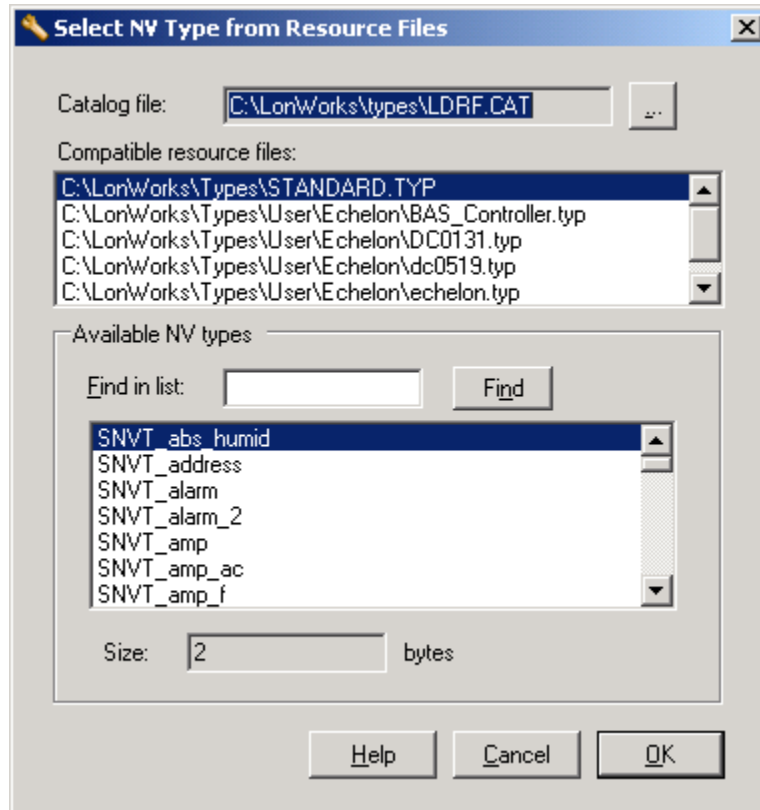 Select NV Type from Resource Files
Catalog file: C:\LonWorks\types\LDRF.CAT ...
Compatible resource files:
C:\LonWorks\Types\STANDARD.TYP
C:\LonWorks\Types\User\Echelon\BAS_Controller.typ
C:\LonWorks\Types\User\Echelon\DC0131.typ
C:\LonWorks\Types\User\Echelon\dc0519.typ
C:\LonWorks\Types\User\Echelon\echelon.typ
Available NV types
Find in list: Find
SNVT_abs_humid
SNVT_address
SNVT_alarm
SNVT_alarm_2
SNVT_amp
SNVT_amp_ac
SNVT_amp_f
Size: 2 bytes
Help Cancel OK